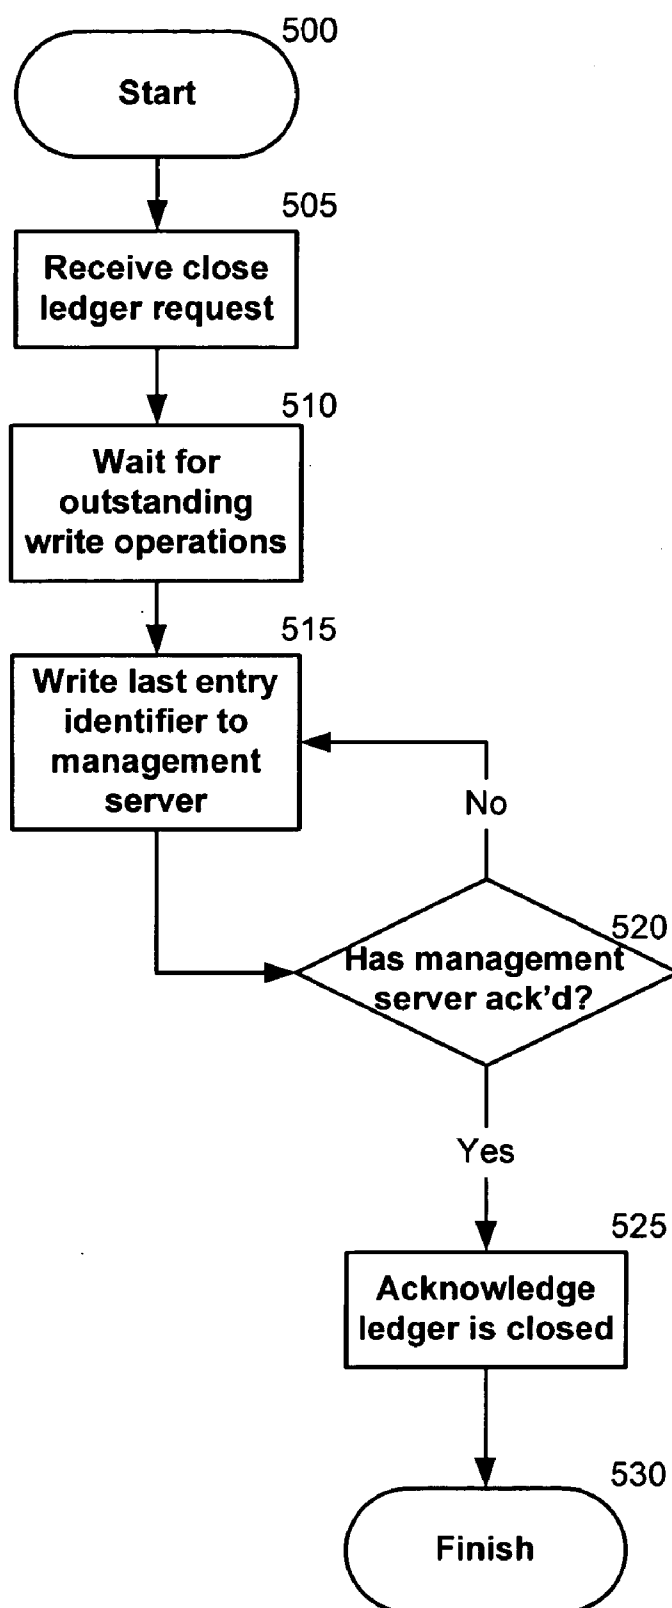 500
Start
505
Receive close
ledger request
510
Wait for
outstanding
write operations
515
Write last entry
identifier to
management
server
No
520
Has management
server ack'd?
Yes
525
Acknowledge
ledger is closed
530
Finish